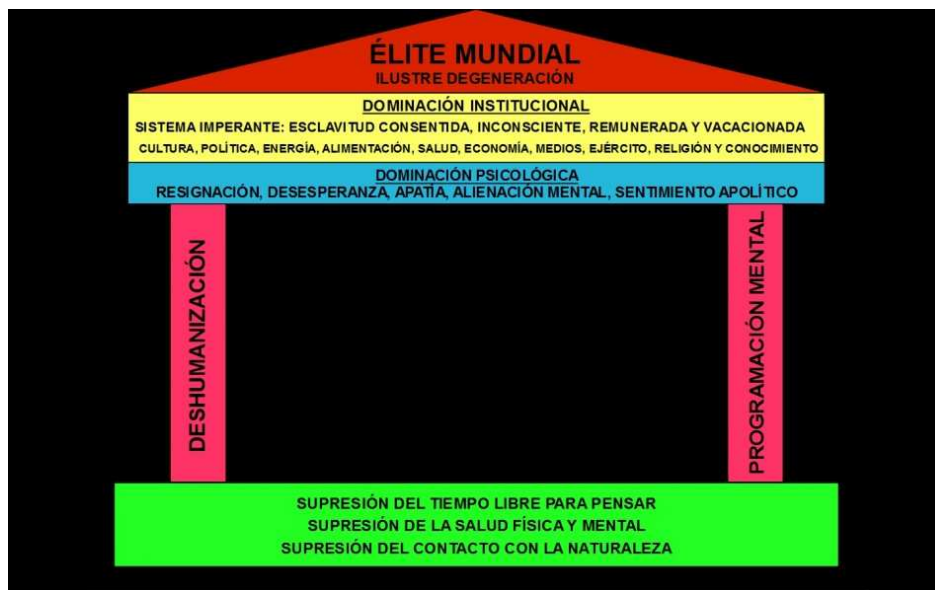 ÉLITE MUNDIAL
ILUSTRE DEGENERACIÓN
DOMINACIÓN INSTITUCIONAL
SISTEMA IMPERANTE: ESCLAVITUD CONSENTIDA, INCONSCIENTE, REMUNERADA Y VACACIONADA
CULTURA, POLÍTICA, ENERGÍA, ALIMENTACIÓN, SALUD, ECONOMÍA, MEDIOS, EJÉRCITO, RELIGIÓN Y CONOCIMIENTO
DOMINACIÓN PSICOLÓGICA
RESIGNACIÓN, DESESPERANZA, APATÍA, ALIENACIÓN MENTAL, SENTIMIENTO APOLÍTICO
DESHUMANIZACIÓN
PROGRAMACIÓN MENTAL
SUPRESIÓN DEL TIEMPO LIBRE PARA PENSAR
SUPRESIÓN DE LA SALUD FÍSICA Y MENTAL
SUPRESIÓN DEL CONTACTO CON LA NATURALEZA